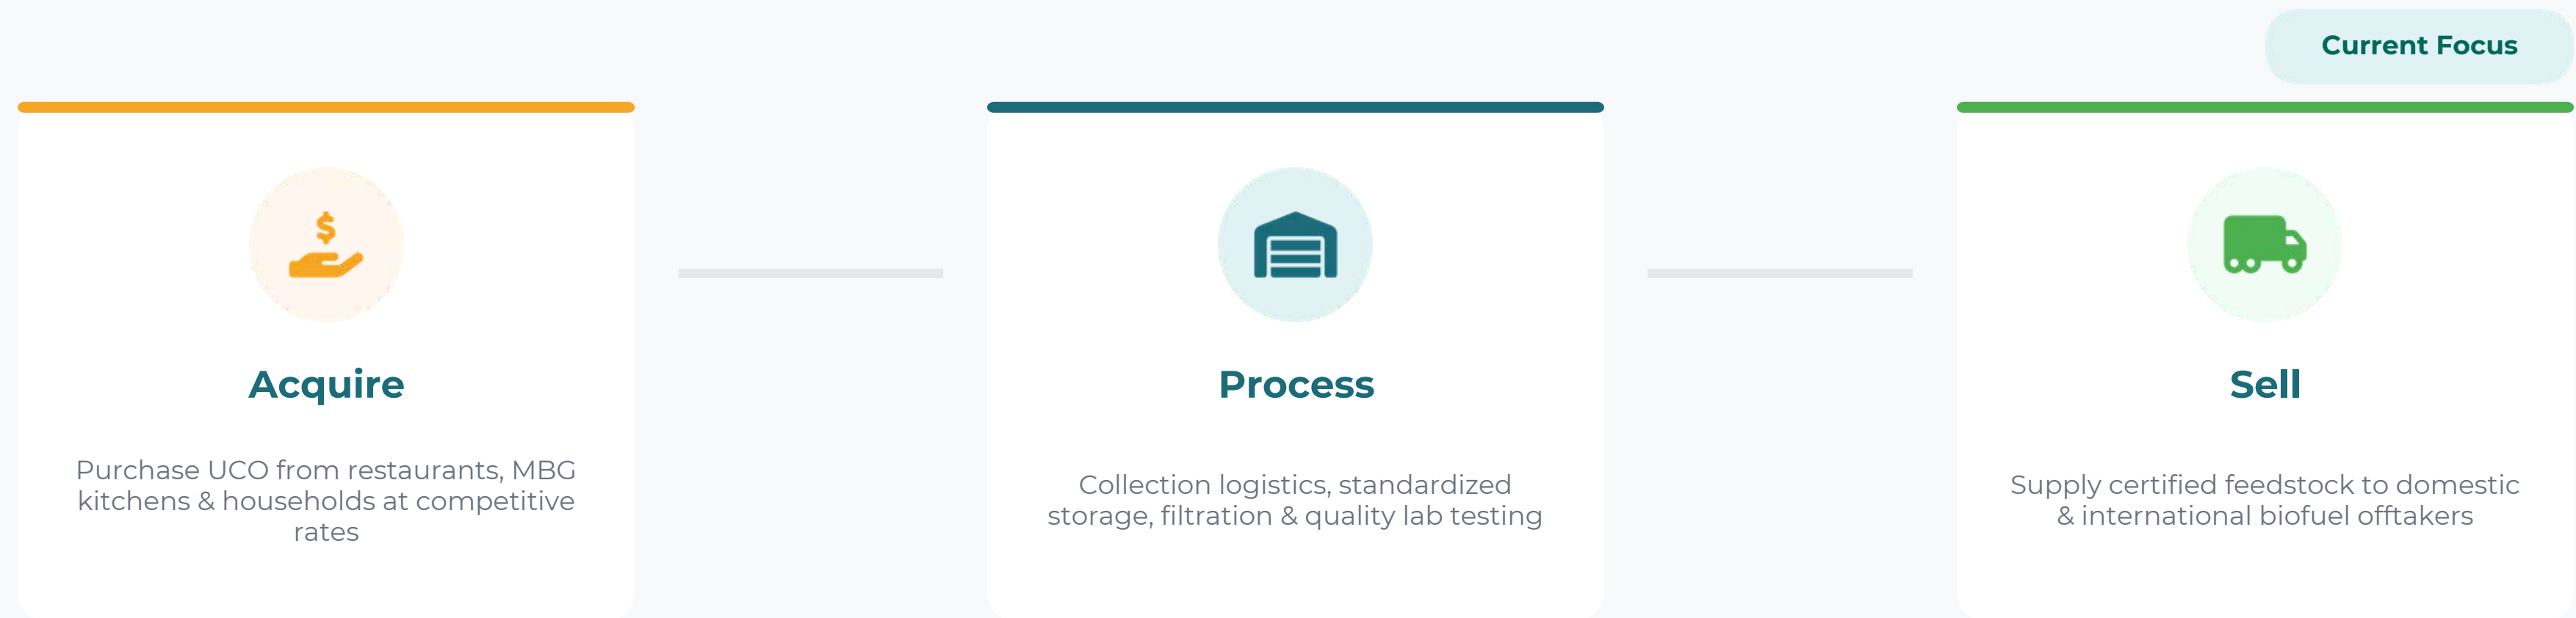 Current Focus
Acquire
Purchase UCO from restaurants, MBG
kitchens & households at competitive
rates
Process
Collection logistics, standardized
storage, filtration & quality lab testing
Sell
Supply certified feedstock to domestic
& international biofuel offtakers